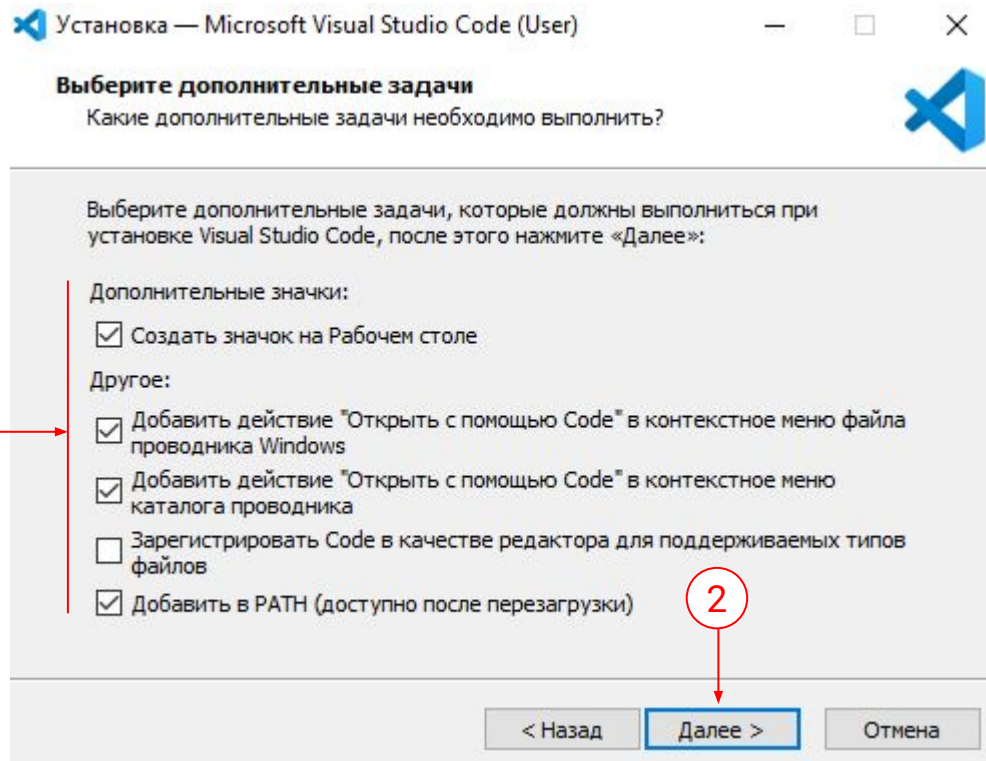 Установка — Microsoft Visual Studio Code (User)
Выберите дополнительные задачи
Какие дополнительные задачи необходимо выполнить?
Выберите дополнительные задачи, которые должны выполниться при
установке Visual Studio Code, после этого нажмите «Далее»:
Дополнительные значки:
Создать значок на Рабочем столе
Другое:
Добавить действие "Открыть с помощью Code" в контекстное меню файла
проводника Windows
Добавить действие "Открыть с помощью Code" в контекстное меню
каталога проводника
Зарегистрировать Code в качестве редактора для поддерживаемых типов
файлов
Добавить в PATH (доступно после перезагрузки)
2
< Назад Далее > Отмена